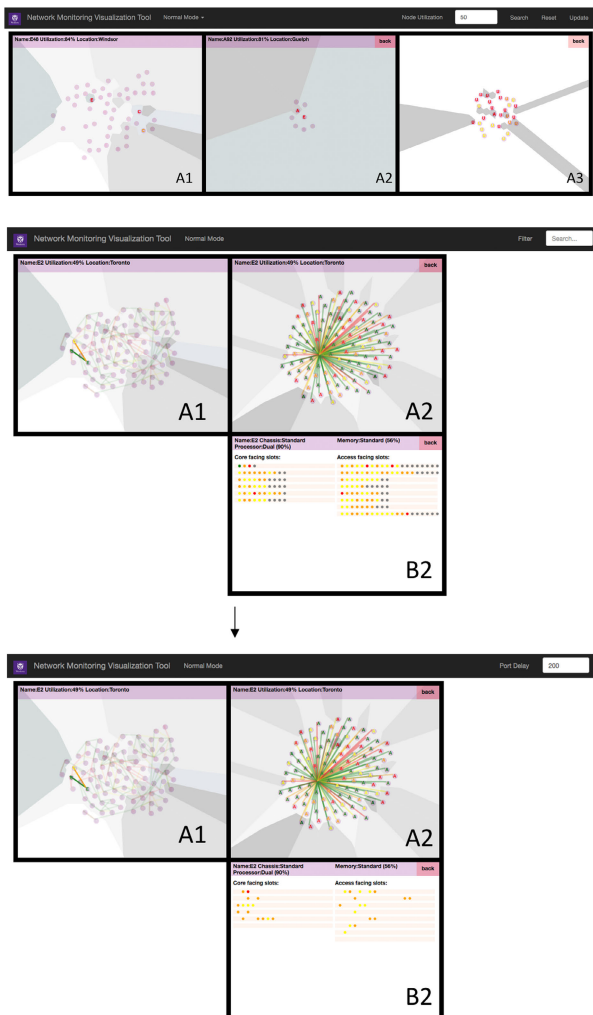 Network Monitoring Visualization Tool Normal Mode Node Utilization 50 Search Reset Update
Name:E48 Utilization:84% Location:Windsor
Name:A92 Utilization:81% Location:Guelph back
back
A1
A2
A3
Network Monitoring Visualization Tool Normal Mode Filter Search...
Name:E2 Utilization:49% Location:Toronto
Name:E2 Utilization:49% Location:Toronto back
A1
A2
Name:E2 Chassis:Standard Memory:Standard (56%) back
Processor:Dual (90%)
Core facing slots: Access facing slots:
B2
Network Monitoring Visualization Tool Normal Mode Port Delay 200
Name:E2 Utilization:49% Location:Toronto
Name:E2 Utilization:49% Location:Toronto back
A1
A2
Name:E2 Chassis:Standard Memory:Standard (56%) back
Processor:Dual (90%)
Core facing slots: Access facing slots:
B2